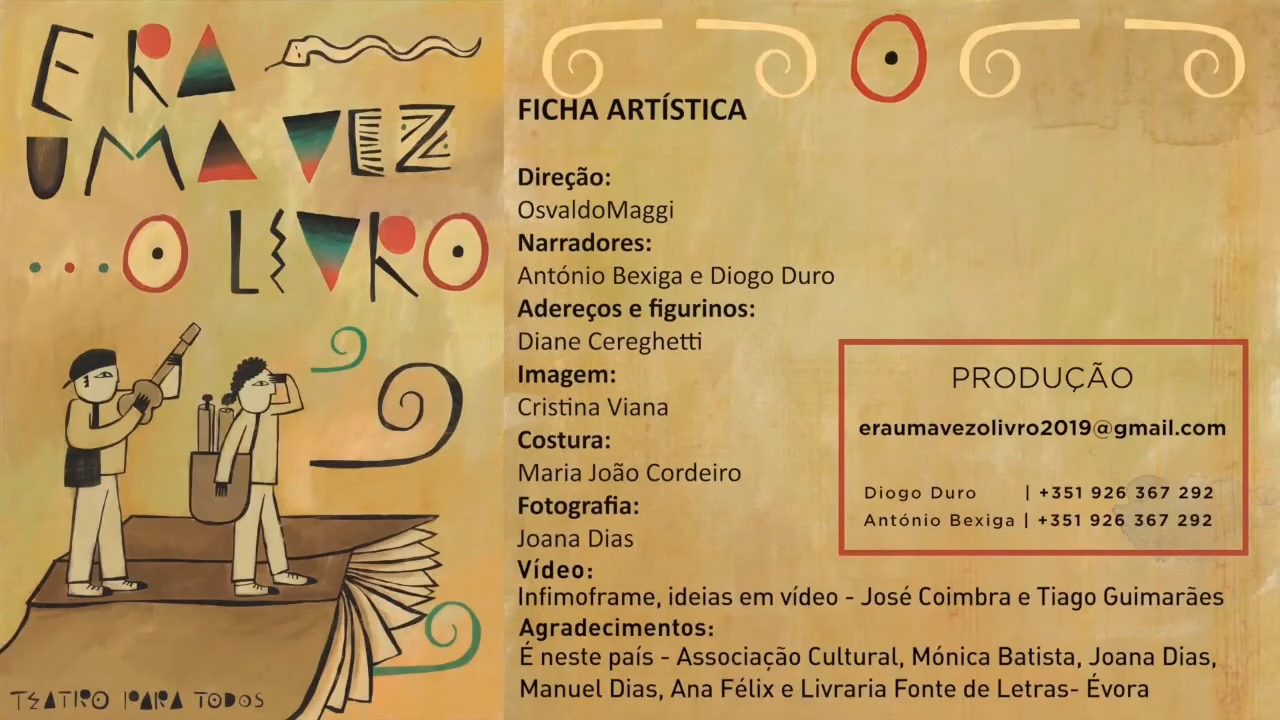 ERA
UMA VEZ
...O LIVRO
TEATRO PARA TODOS
FICHA ARTÍSTICA
Direção:
OsvaldoMaggi
Narradores:
António Bexiga e Diogo Duro
Adereços e figurinos:
Diane Cereghetti
Imagem:
Cristina Viana
Costura:
Maria João Cordeiro
Fotografia:
Joana Dias
Vídeo:
Infimoframe, ideias em vídeo - José Coimbra e Tiago Guimarães
Agradecimentos:
É neste país - Associação Cultural, Mónica Batista, Joana Dias,
Manuel Dias, Ana Félix e Livraria Fonte de Letras- Évora
PRODUÇÃO
eraumavezolivro2019@gmail.com
Diogo Duro | +351 926 367 292
António Bexiga | +351 926 367 292